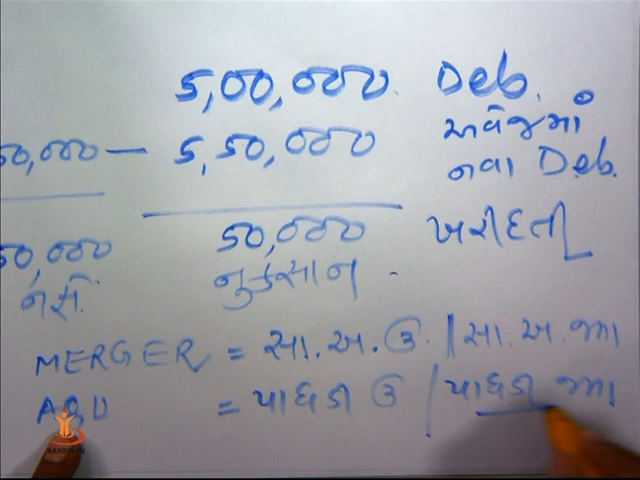 5,00,000 Deb.
50,000 — 5,50,000 અવેજમાં
નવા Deb.
50,000 50,000 ખરીદતી
નફો. નુકસાન.
MERGER = સા.અ. ઉ. / સા.અ. જમા
= પાઘડી ઉ / પાઘડી જમા
SANDHAN